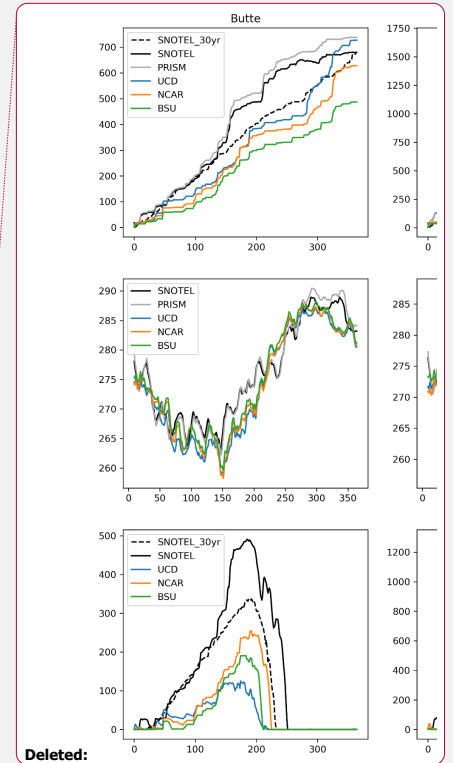 Butte
700
600
500
400
300
200
100
0
SNOTEL_30yr
SNOTEL
PRISM
UCD
NCAR
BSU
0 100 200 300
1750
1500
1250
1000
750
500
250
0
0
290
285
280
275
270
265
260
SNOTEL
PRISM
UCD
NCAR
BSU
0 50 100 150 200 250 300 350
285
280
275
270
265
260
0
500
400
300
200
100
0
SNOTEL_30yr
SNOTEL
UCD
NCAR
BSU
0 100 200 300
1200
1000
800
600
400
200
0
0
Deleted: